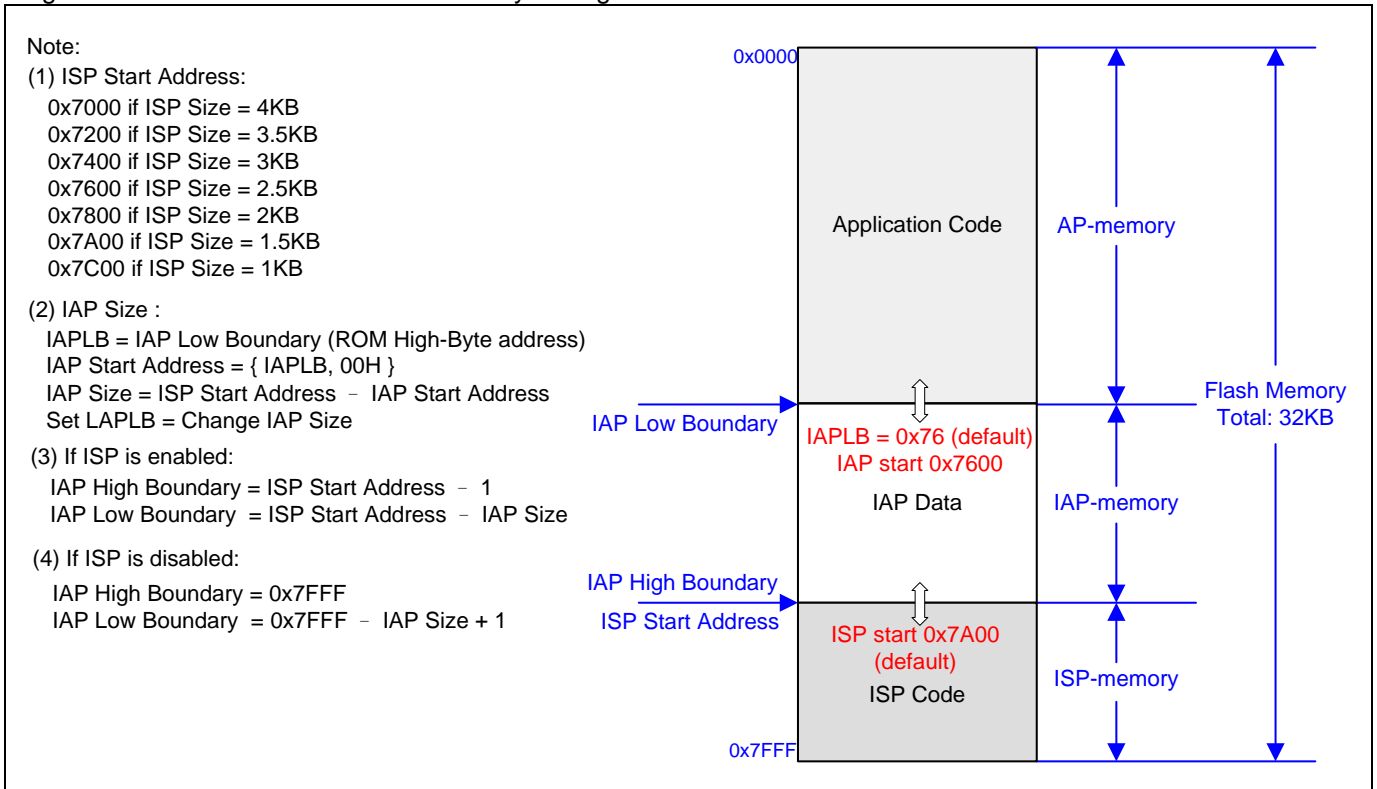 Note:
(1) ISP Start Address:
0x7000 if ISP Size = 4KB
0x7200 if ISP Size = 3.5KB
0x7400 if ISP Size = 3KB
0x7600 if ISP Size = 2.5KB
0x7800 if ISP Size = 2KB
0x7A00 if ISP Size = 1.5KB
0x7C00 if ISP Size = 1KB
(2) IAP Size :
IAPLB = IAP Low Boundary (ROM High-Byte address)
IAP Start Address = { IAPLB, 00H }
IAP Size = ISP Start Address – IAP Start Address
Set LAPLB = Change IAP Size
(3) If ISP is enabled:
IAP High Boundary = ISP Start Address – 1
IAP Low Boundary = ISP Start Address – IAP Size
(4) If ISP is disabled:
IAP High Boundary = 0x7FFF
IAP Low Boundary = 0x7FFF – IAP Size + 1
0x0000
Application Code
AP-memory
IAP Low Boundary
IAPLB = 0x76 (default)
IAP start 0x7600
IAP Data
IAP-memory
Flash Memory
Total: 32KB
IAP High Boundary
ISP Start Address
ISP start 0x7A00
(default)
ISP Code
ISP-memory
0x7FFF